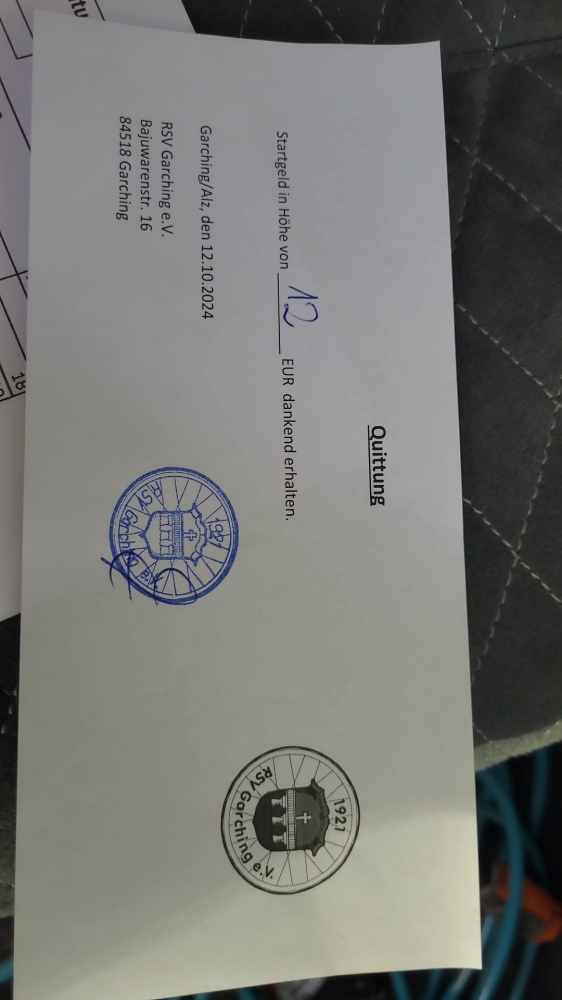 Quittung
Startgeld in Höhe von 12 EUR dankend erhalten.
Garching/Alz, den 12.10.2024
RSV Garching e.V.
Bajuwarenstr. 16
84518 Garching
1921
RSV Garching e.V.
1921
RSV Garching e.V.
18